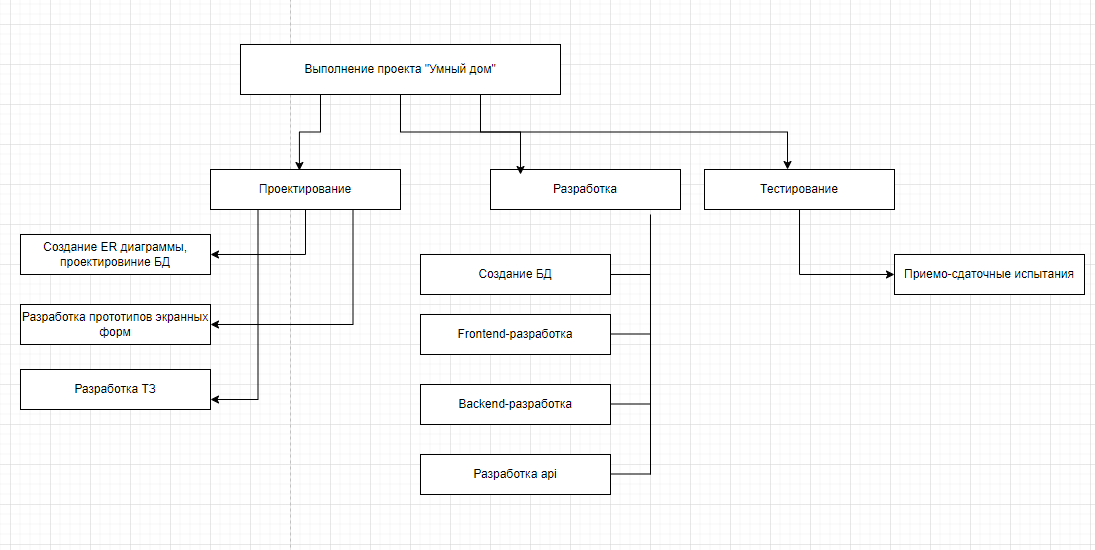 Выполнение проекта "Умный дом"
Проектирование
Разработка
Тестирование
Создание ER диаграммы,
проектировиние БД
Разработка прототипов экранных
форм
Разработка ТЗ
Создание БД
Frontend-разработка
Backend-разработка
Разработка api
Приемо-сдаточные испытания